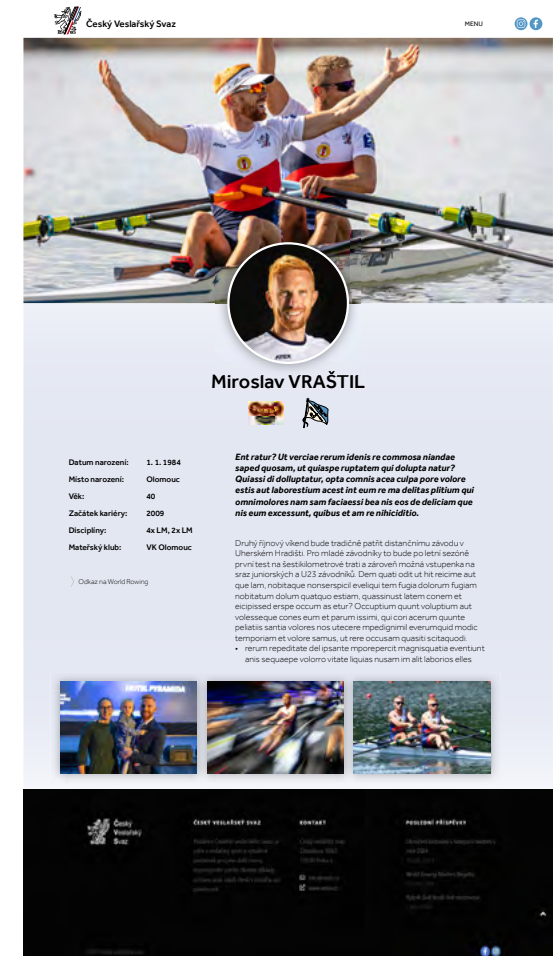 Český Veslařský Svaz
MENU
Miroslav VRAŠTIL
Datum narození: 1. 1. 1984
Místo narození: Olomouc
Věk: 40
Začátek kariéry: 2009
Disciplíny: 4x LM, 2x LM
Mateřský klub: VK Olomouc
Odkaz na World Rowing
Ent ratur? Ut verciae rerum idenis re commosa niandae
saped quosam, ut quiaspe ruptatem qui dolupta natur?
Quiassi di dolluptatur, opta comnis acea culpa pore volore
estis aut laborestium acest int eum re ma delitas plitium qui
omnimolores nam sam faciaessi bea nis eos de deliciam que
nis eum excessunt, quibus et am re nihiciditio.
Druhý říjnový víkend bude tradičně patřit distančnímu závodu v
Uherském Hradišti. Pro mladé závodníky to bude po letní sezóně
první test na šestikilometrové trati a zároveň možná vstupenka na
sraz juniorských a U23 závodníků. Dem quati odit ut hit reicime aut
que lam, nobitaque nonserspicil eveliqui tem fugia dolorum fugiam
nobitatum dolum quatquo estiam, quassinust latem conem et
eicipissed erspe occum as etur? Occuptium quunt voluptium aut
volesseque cones eum et parum issimi, qui cori acerum quunte
peliatiis santia volores nos utecere mpedignimil everumquid modic
temporiam et volore samus, ut rere occusam quasiti scitaquodi.
• rerum repeditate del ipsante mporepercit magnisquatia eventiunt
anis sequaepe volorro vitate liquias nusam im alit laborios elles
HOTEL PYRAMIDA
Český
Veslařský
Svaz
ČESKÝ VESLAŘSKÝ SVAZ
KONTAKT
POSLEDNÍ PŘÍSPĚVKY